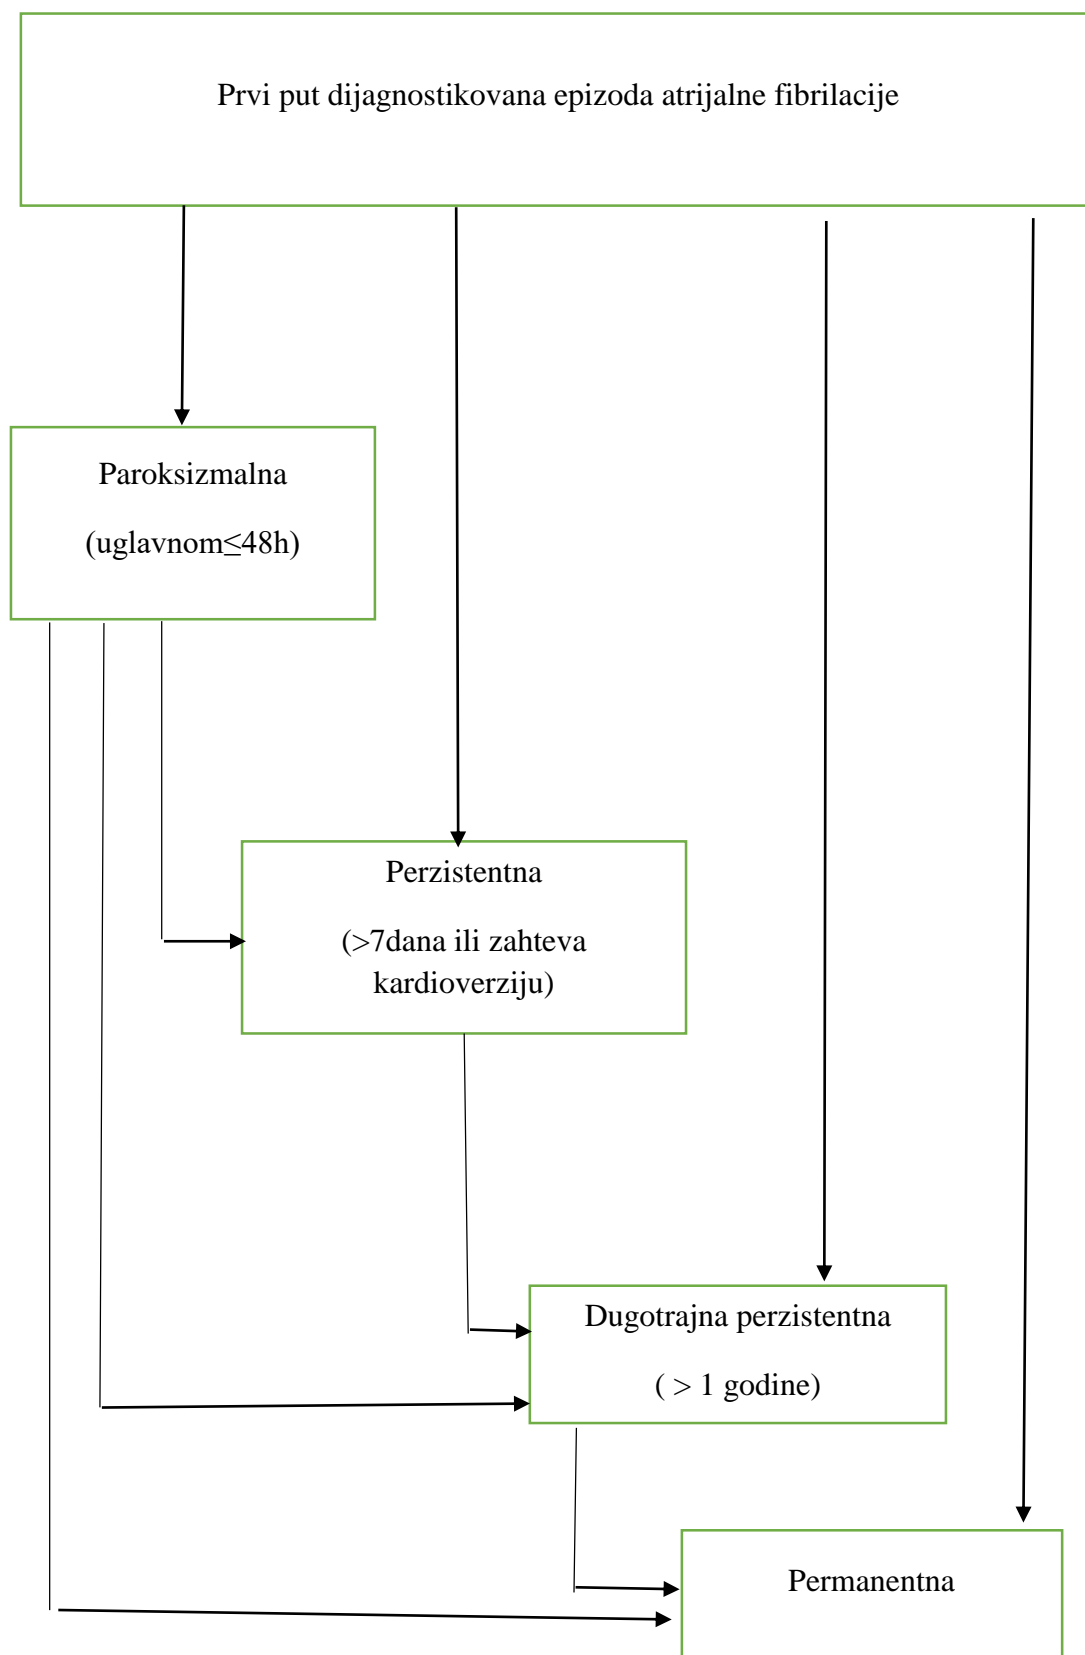 Prvi put dijagnostikovana epizoda atrijalne fibrilacije
Paroksizmalna
(uglavnom≤48h)
Perzistentna
(>7dana ili zahteva
kardioverziju)
Dugotrajna perzistentna
( > 1 godine)
Permanentna